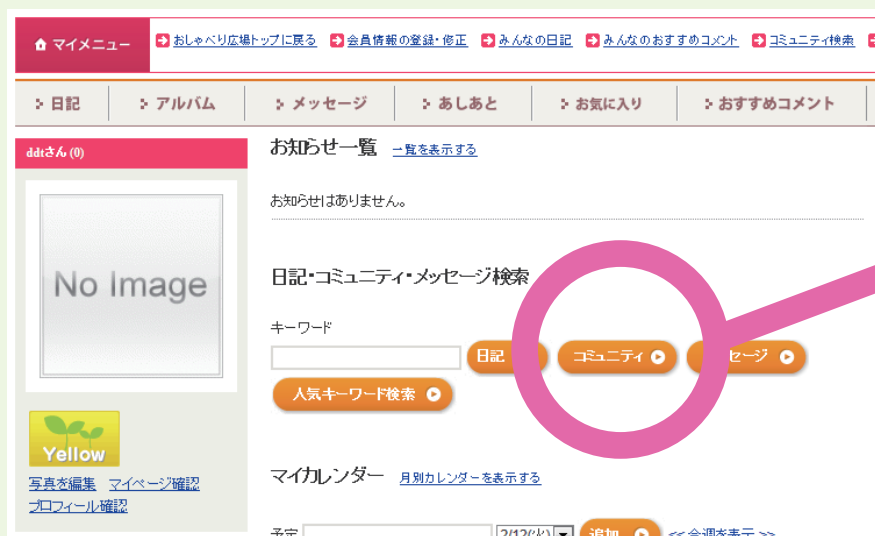 マイメニュー おしゃべり広場トップに戻る 会員情報の登録・修正 みんなの日記 みんなのおすすめコメント コミュニティ検索
日記 アルバム メッセージ あしあと お気に入り おすすめコメント
ddtさん (0)
お知らせ一覧 一覧を表示する
お知らせはありません。
No Image
日記・コミュニティ・メッセージ検索
キーワード
日記 コミュニティ セージ
人気キーワード検索
Yellow
写真を編集 マイページ確認
プロフィール確認
マイカレンダー 月別カレンダーを表示する
予定 2/12(火) 追加 << 今週を表示 >>